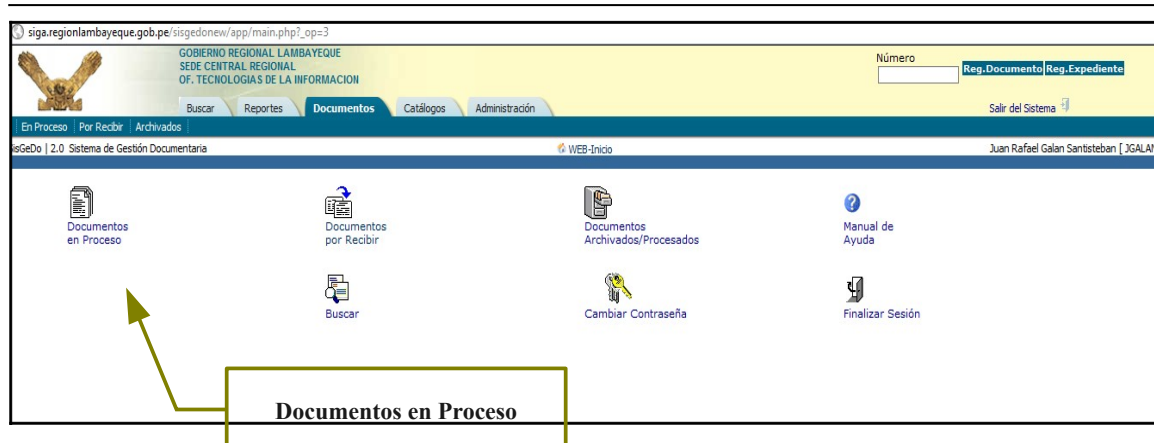 siga.regionlambayeque.gob.pe/sisgedonew/app/main.php?_op=3
GOBIERNO REGIONAL LAMBAYEQUE
SEDE CENTRAL REGIONAL
OF. TECNOLOGIAS DE LA INFORMACION
Número
Reg.Documento Reg.Expediente
Buscar Reportes Documentos Catálogos Administración
Salir del Sistema
En Proceso Por Recibir Archivados
isGeDo | 2.0 Sistema de Gestión Documentaria WEB-Inicio Juan Rafael Galan Santisteban [ JGALAN
Documentos
en Proceso
Documentos
por Recibir
Documentos
Archivados/Procesados
Manual de
Ayuda
Buscar
Cambiar Contraseña
Finalizar Sesión
Documentos en Proceso